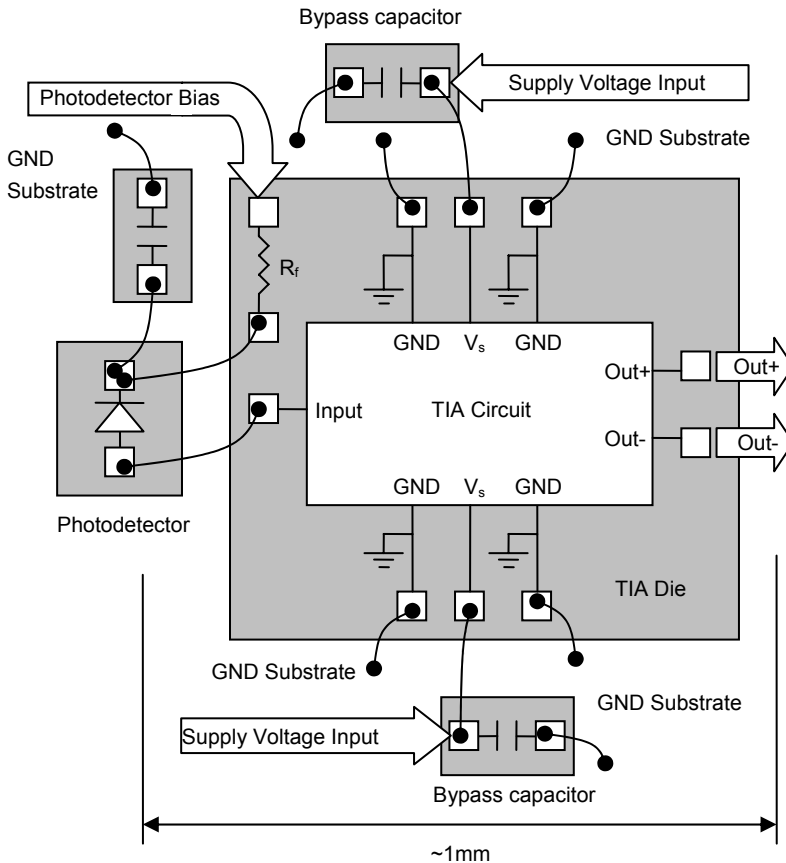 Bypass capacitor
Photodetector Bias
Supply Voltage Input
GND
Substrate
GND Substrate
Rf
GND
Vs
GND
Out+
Out+
Input
TIA Circuit
Out-
Out-
GND
Vs
GND
Photodetector
TIA Die
GND Substrate
GND Substrate
Supply Voltage Input
Bypass capacitor
~1mm